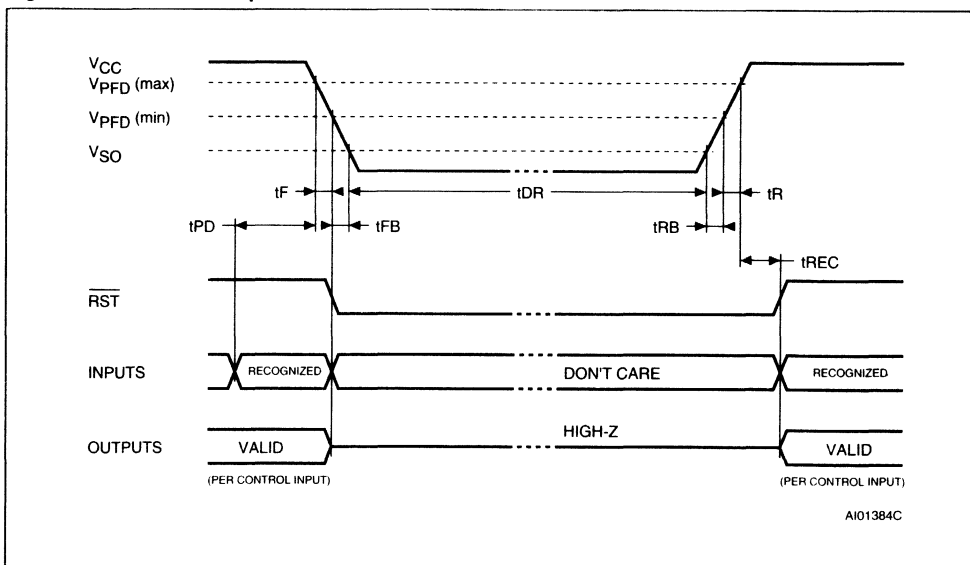 VCC
VPFD (max)
VPFD (min)
VSO
tF
tDR
tR
tPD
tFB
tRB
tREC
RST
INPUTS
RECOGNIZED
DON'T CARE
RECOGNIZED
OUTPUTS
VALID
HIGH-Z
VALID
(PER CONTROL INPUT)
(PER CONTROL INPUT)
AI01384C